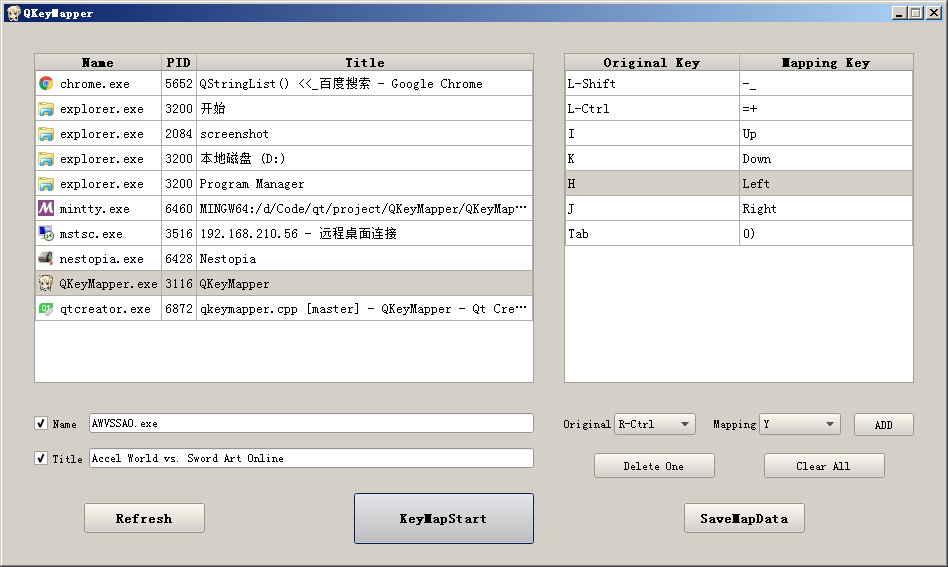 QKeyMapper
Name PID Title
chrome.exe 5652 QStringList() <<_百度搜索 - Google Chrome
explorer.exe 3200 开始
explorer.exe 2084 screenshot
explorer.exe 3200 本地磁盘 (D:)
explorer.exe 3200 Program Manager
mintty.exe 6460 MINGW64:/d/Code/qt/project/QKeyMapper/QKeyMap…
mstsc.exe 3516 192.168.210.56 - 远程桌面连接
nestopia.exe 6428 Nestopia
QKeyMapper.exe 3116 QKeyMapper
qtcreator.exe 6872 qkeymapper.cpp [master] - QKeyMapper - Qt Cre…
Original Key Mapping Key
L-Shift -_
L-Ctrl =+
I Up
K Down
H Left
J Right
Tab 0)
Name AWVSSAO.exe
Title Accel World vs. Sword Art Online
Original R-Ctrl Mapping Y ADD
Delete One Clear All
Refresh KeyMapStart SaveMapData